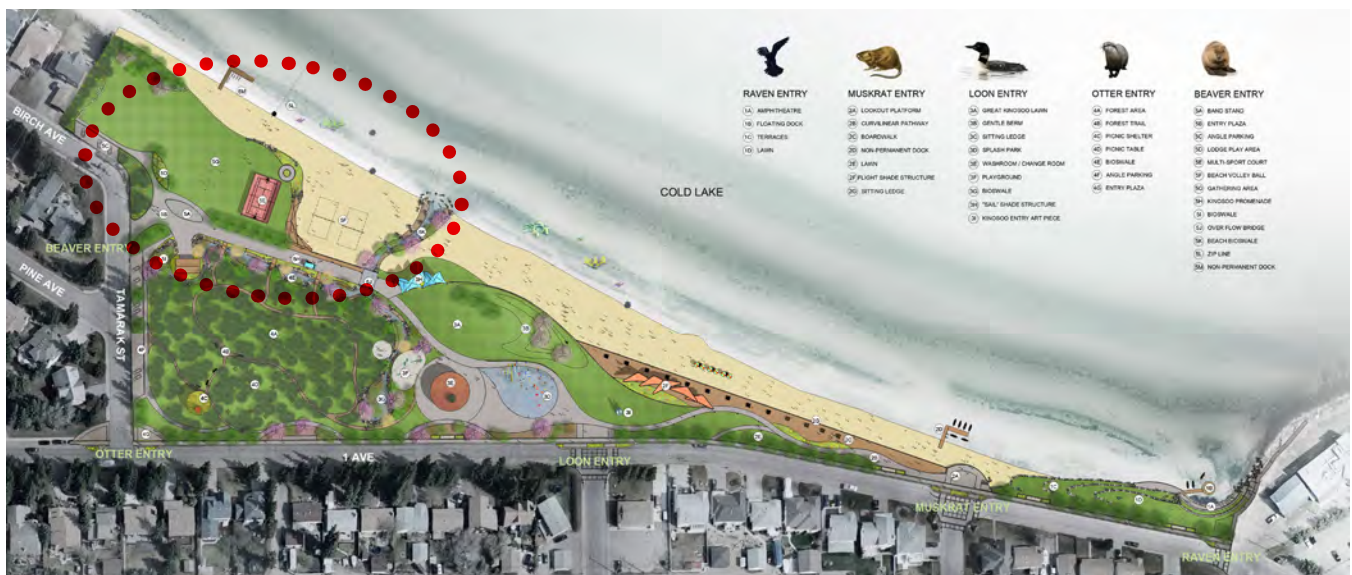 RAVEN ENTRY
1A AMPHITHEATRE
1B FLOATING DOCK
1C TERRACES
1D LAWN
MUSKRAT ENTRY
2A LOOKOUT PLATFORM
2B CURVILINEAR PATHWAY
2C BOARDWALK
2D NON-PERMANENT DOCK
2E LAWN
2F FLIGHT SHADE STRUCTURE
2G SITTING LEDGE
LOON ENTRY
3A GREAT KINOSOO LAWN
3B GENTLE BERM
3C SITTING LEDGE
3D SPLASH PARK
3E WASHROOM / CHANGE ROOM
3F PLAYGROUND
3G BIOSWALE
3H "SAIL" SHADE STRUCTURE
3I KINOSOO ENTRY ART PIECE
OTTER ENTRY
4A FOREST AREA
4B FOREST TRAIL
4C PICNIC SHELTER
4D PICNIC TABLE
4E BIOSWALE
4F ANGLE PARKING
4G ENTRY PLAZA
BEAVER ENTRY
5A BAND STAND
5B ENTRY PLAZA
5C ANGLE PARKING
5D LODGE PLAY AREA
5E MULTI-SPORT COURT
5F BEACH VOLLEY BALL
5G GATHERING AREA
5H KINOSOO PROMENADE
5I BIOSWALE
5J OVER FLOW BRIDGE
5K BEACH BIOSWALE
5L ZIP LINE
5M NON-PERMANENT DOCK
COLD LAKE
BIRCH AVE
BEAVER ENTRY
PINE AVE
TAMARAK ST
OTTER ENTRY
1 AVE
LOON ENTRY
MUSKRAT ENTRY
RAVEN ENTRY